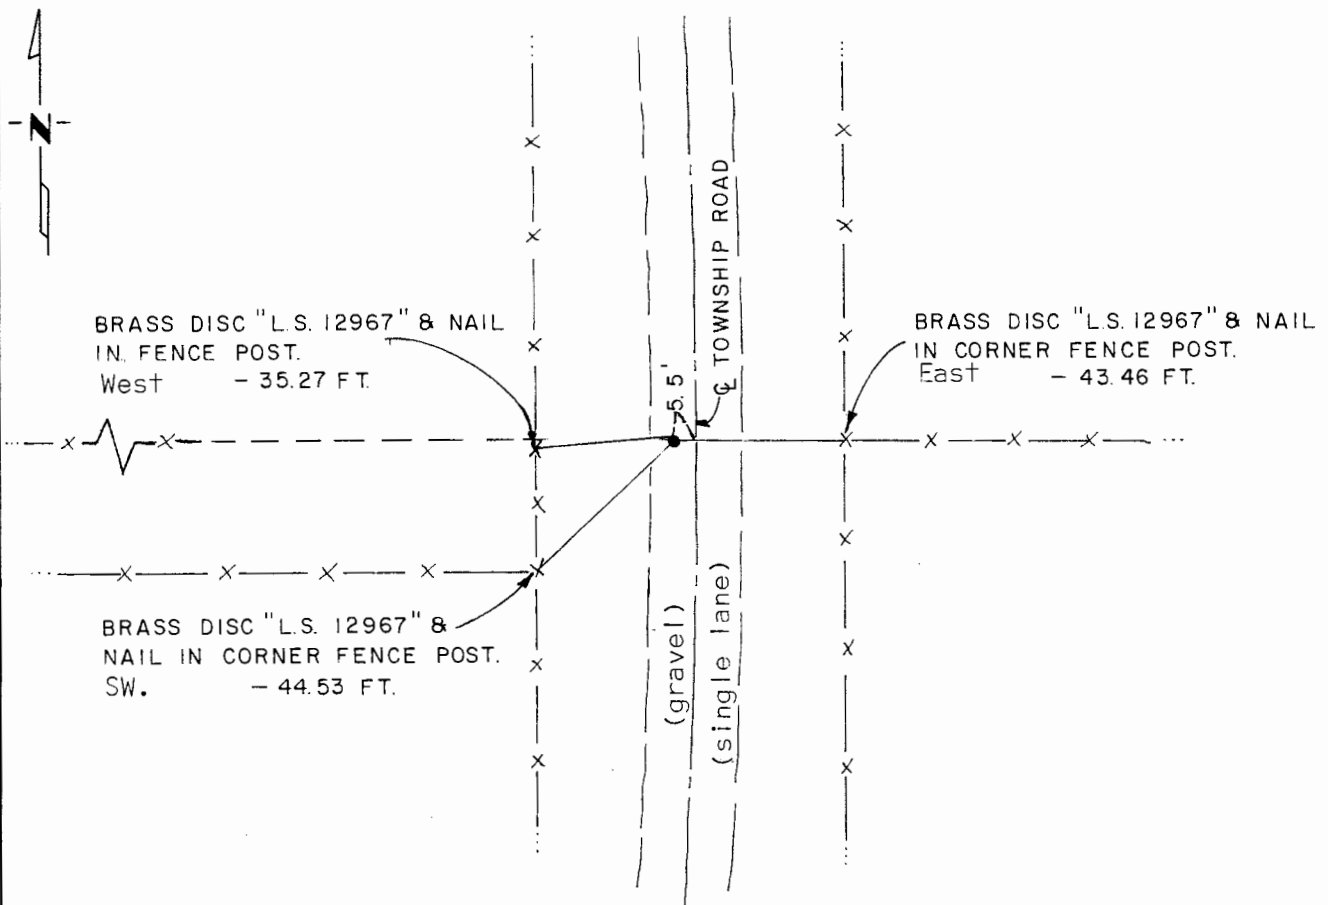 N
BRASS DISC "L.S. 12967" & NAIL
IN FENCE POST.
West - 35.27 FT.
5.5'
℄ TOWNSHIP ROAD
BRASS DISC "L.S. 12967" & NAIL
IN CORNER FENCE POST.
East - 43.46 FT.
BRASS DISC "L.S. 12967" &
NAIL IN CORNER FENCE POST.
SW. - 44.53 FT.
(gravel)
(single lane)